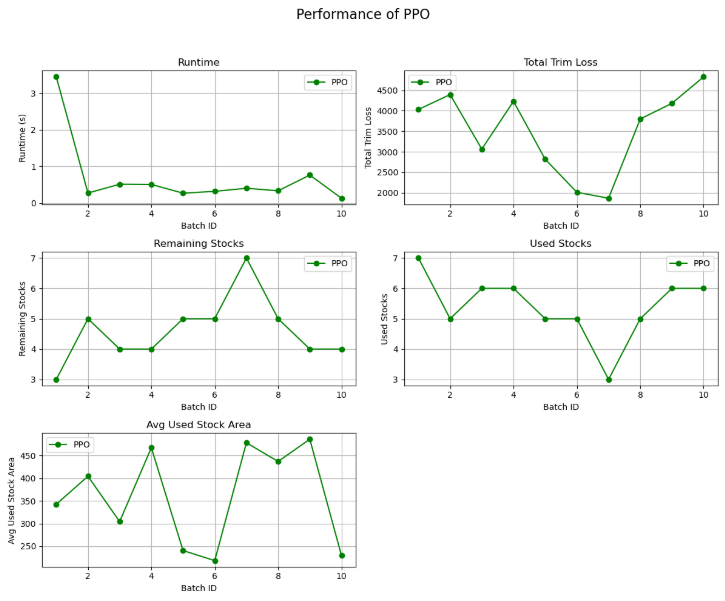 Performance of PPO
Runtime
Runtime (s)
3
2
1
0
PPO
2 4 6 8 10
Batch ID
Total Trim Loss
Total Trim Loss
4500
4000
3500
3000
2500
2000
PPO
2 4 6 8 10
Batch ID
Remaining Stocks
Remaining Stocks
7
6
5
4
3
PPO
2 4 6 8 10
Batch ID
Used Stocks
Used Stocks
7
6
5
4
3
PPO
2 4 6 8 10
Batch ID
Avg Used Stock Area
Avg Used Stock Area
450
400
350
300
250
PPO
2 4 6 8 10
Batch ID